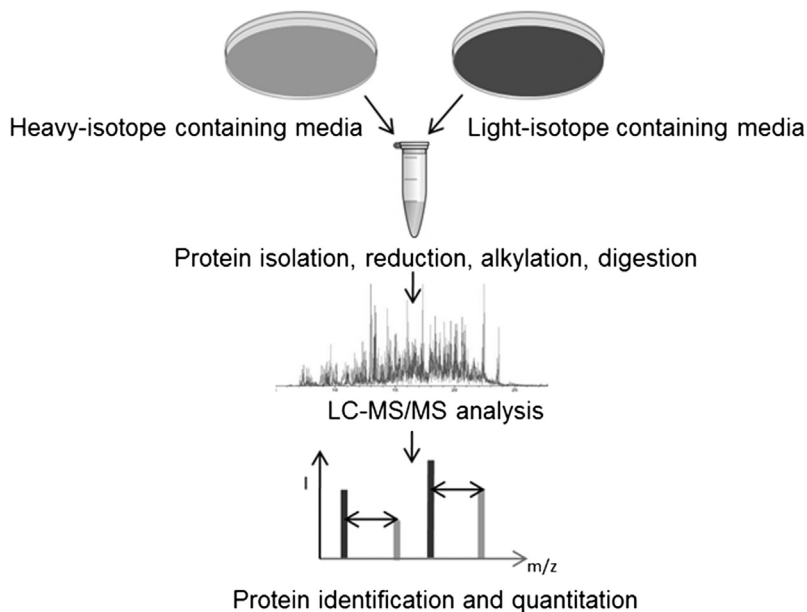 Heavy-isotope containing media
Light-isotope containing media
Protein isolation, reduction, alkylation, digestion
LC-MS/MS analysis
I
m/z
Protein identification and quantitation